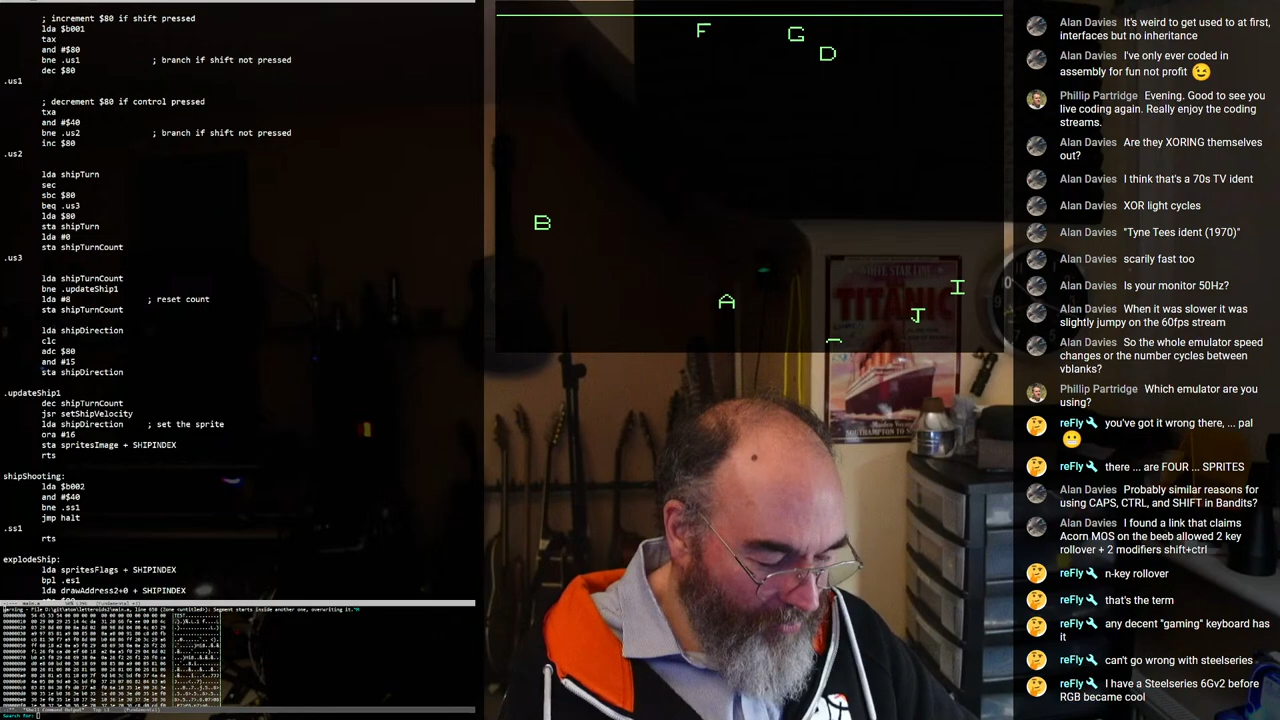 ; increment $80 if shift pressed
lda $b001
tax
and #$80
bne .us1 ; branch if shift not pressed
dec $80
.us1
; decrement $80 if control pressed
txa
and #$40
bne .us2 ; branch if shift not pressed
inc $80
.us2
lda shipTurn
sec
sbc $80
beq .us3
lda $80
sta shipTurn
lda #0
sta shipTurnCount
.us3
lda shipTurnCount
bne .updateShip1
lda #8 ; reset count
sta shipTurnCount
lda shipDirection
clc
adc $80
and #15
sta shipDirection
.updateShip1
dec shipTurnCount
jsr setShipVelocity
lda shipDirection ; set the sprite
ora #16
sta spritesImage + SHIPINDEX
rts
shipShooting:
lda $b002
and #$40
bne .ss1
jmp halt
.ss1
rts
explodeShip:
lda spritesFlags + SHIPINDEX
bpl .es1
lda drawAddress2+0 + SHIPINDEX
Segment starts inside another one, overwriting it.
Search for:
F
G
D
B
A
I
J
WHITE STAR LINE
TITANIC
SOUTHAMPTON TO
Alan Davies It's weird to get used to at first,
interfaces but no inheritance
Alan Davies I've only ever coded in
assembly for fun not profit 😉
Phillip Partridge Evening. Good to see you
live coding again. Really enjoy the coding
streams.
Alan Davies Are they XORING themselves
out?
Alan Davies I think that's a 70s TV ident
Alan Davies XOR light cycles
Alan Davies "Tyne Tees ident (1970)"
Alan Davies scarily fast too
Alan Davies Is your monitor 50Hz?
Alan Davies When it was slower it was
slightly jumpy on the 60fps stream
Alan Davies So the whole emulator speed
changes or the number cycles between
vblanks?
Phillip Partridge Which emulator are you
using?
reFly you've got it wrong there, ... pal
😬
reFly there ... are FOUR ... SPRITES
Alan Davies Probably similar reasons for
using CAPS, CTRL, and SHIFT in Bandits?
Alan Davies I found a link that claims
Acorn MOS on the beeb allowed 2 key
rollover + 2 modifiers shift+ctrl
reFly n-key rollover
reFly that's the term
reFly any decent "gaming" keyboard has
it
reFly can't go wrong with steelseries
reFly I have a Steelseries 6Gv2 before
RGB became cool